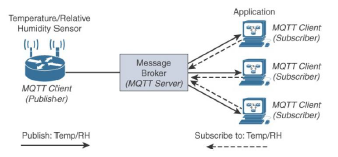 Temperature/Relative
Humidity Sensor
MQTT Client
(Publisher)
Message
Broker
(MQTT Server)
Application
MQTT Client
(Subscriber)
MQTT Client
(Subscriber)
MQTT Client
(Subscriber)
Publish: Temp/RH
Subscribe to: Temp/RH